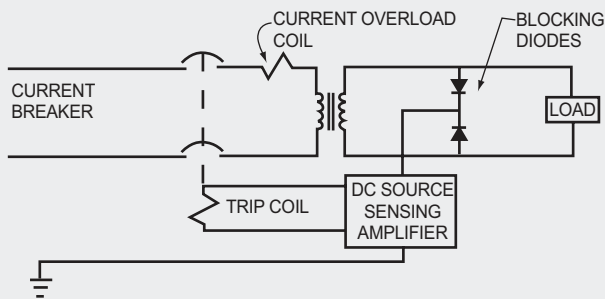 CURRENT OVERLOAD
COIL
BLOCKING
DIODES
CURRENT
BREAKER
LOAD
TRIP COIL
DC SOURCE
SENSING
AMPLIFIER